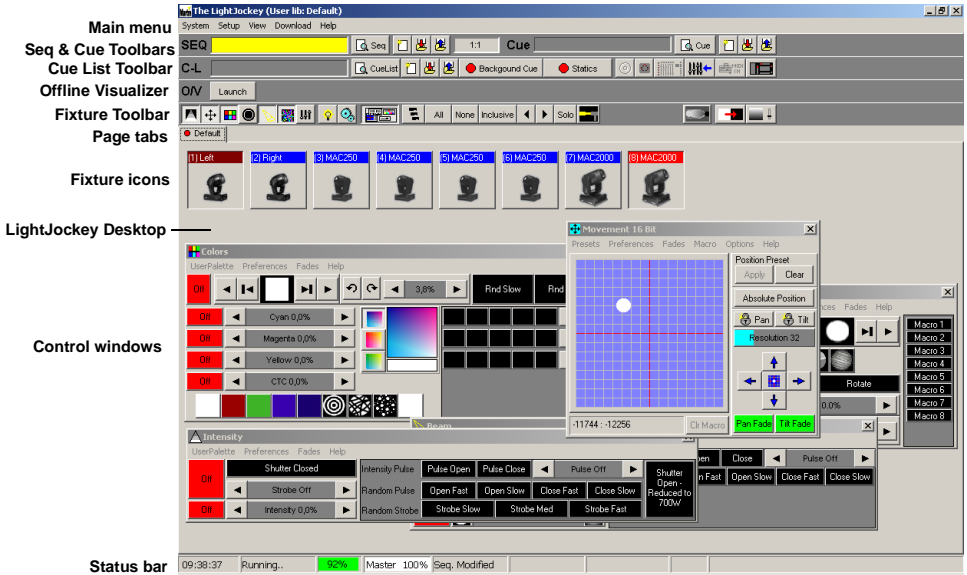 The LightJockey (User lib: Default)
Main menu
System Setup View Download Help
Seq & Cue Toolbars
SEQ Seq 1:1 Cue Cue
Cue List Toolbar
C-L CueList Backgound Cue Statics
Offline Visualizer
O/V Launch
Fixture Toolbar
All None Inclusive Solo
Page tabs
Default
Fixture icons
(1) Left (2) Right (3) MAC250 (4) MAC250 (5) MAC250 (6) MAC250 (7) MAC2000 (8) MAC2000
LightJockey Desktop
Control windows
Colors
UserPalette Preferences Fades Help
Off 3,8% Rnd Slow Rnd
Off Cyan 0,0%
Off Magenta 0,0%
Off Yellow 0,0%
Off CTC 0,0%
Movement 16 Bit
Presets Preferences Fades Macro Options Help
Position Preset
Apply Clear
Absolute Position
Pan Tilt
Resolution 32
-11744 : -12256 Clr Macro Pan Fade Tilt Fade
Fades Help
Macro 1
Macro 2
Macro 3
Macro 4
Macro 5
Macro 6
Macro 7
Macro 8
Rotate
0.0%
Beam
Intensity
UserPalette Preferences Fades Help
Off Shutter Closed
Strobe Off
Off Intensity 0,0%
Intensity Pulse Pulse Open Pulse Close Pulse Off
Random Pulse Open Fast Open Slow Close Fast Close Slow
Random Strobe Strobe Slow Strobe Med Strobe Fast
Shutter
Open -
Reduced to
700W
Close Pulse Off
Fast Open Slow Close Fast Close Slow
Status bar
09:38:37 Running.. 92% Master 100% Seq. Modified